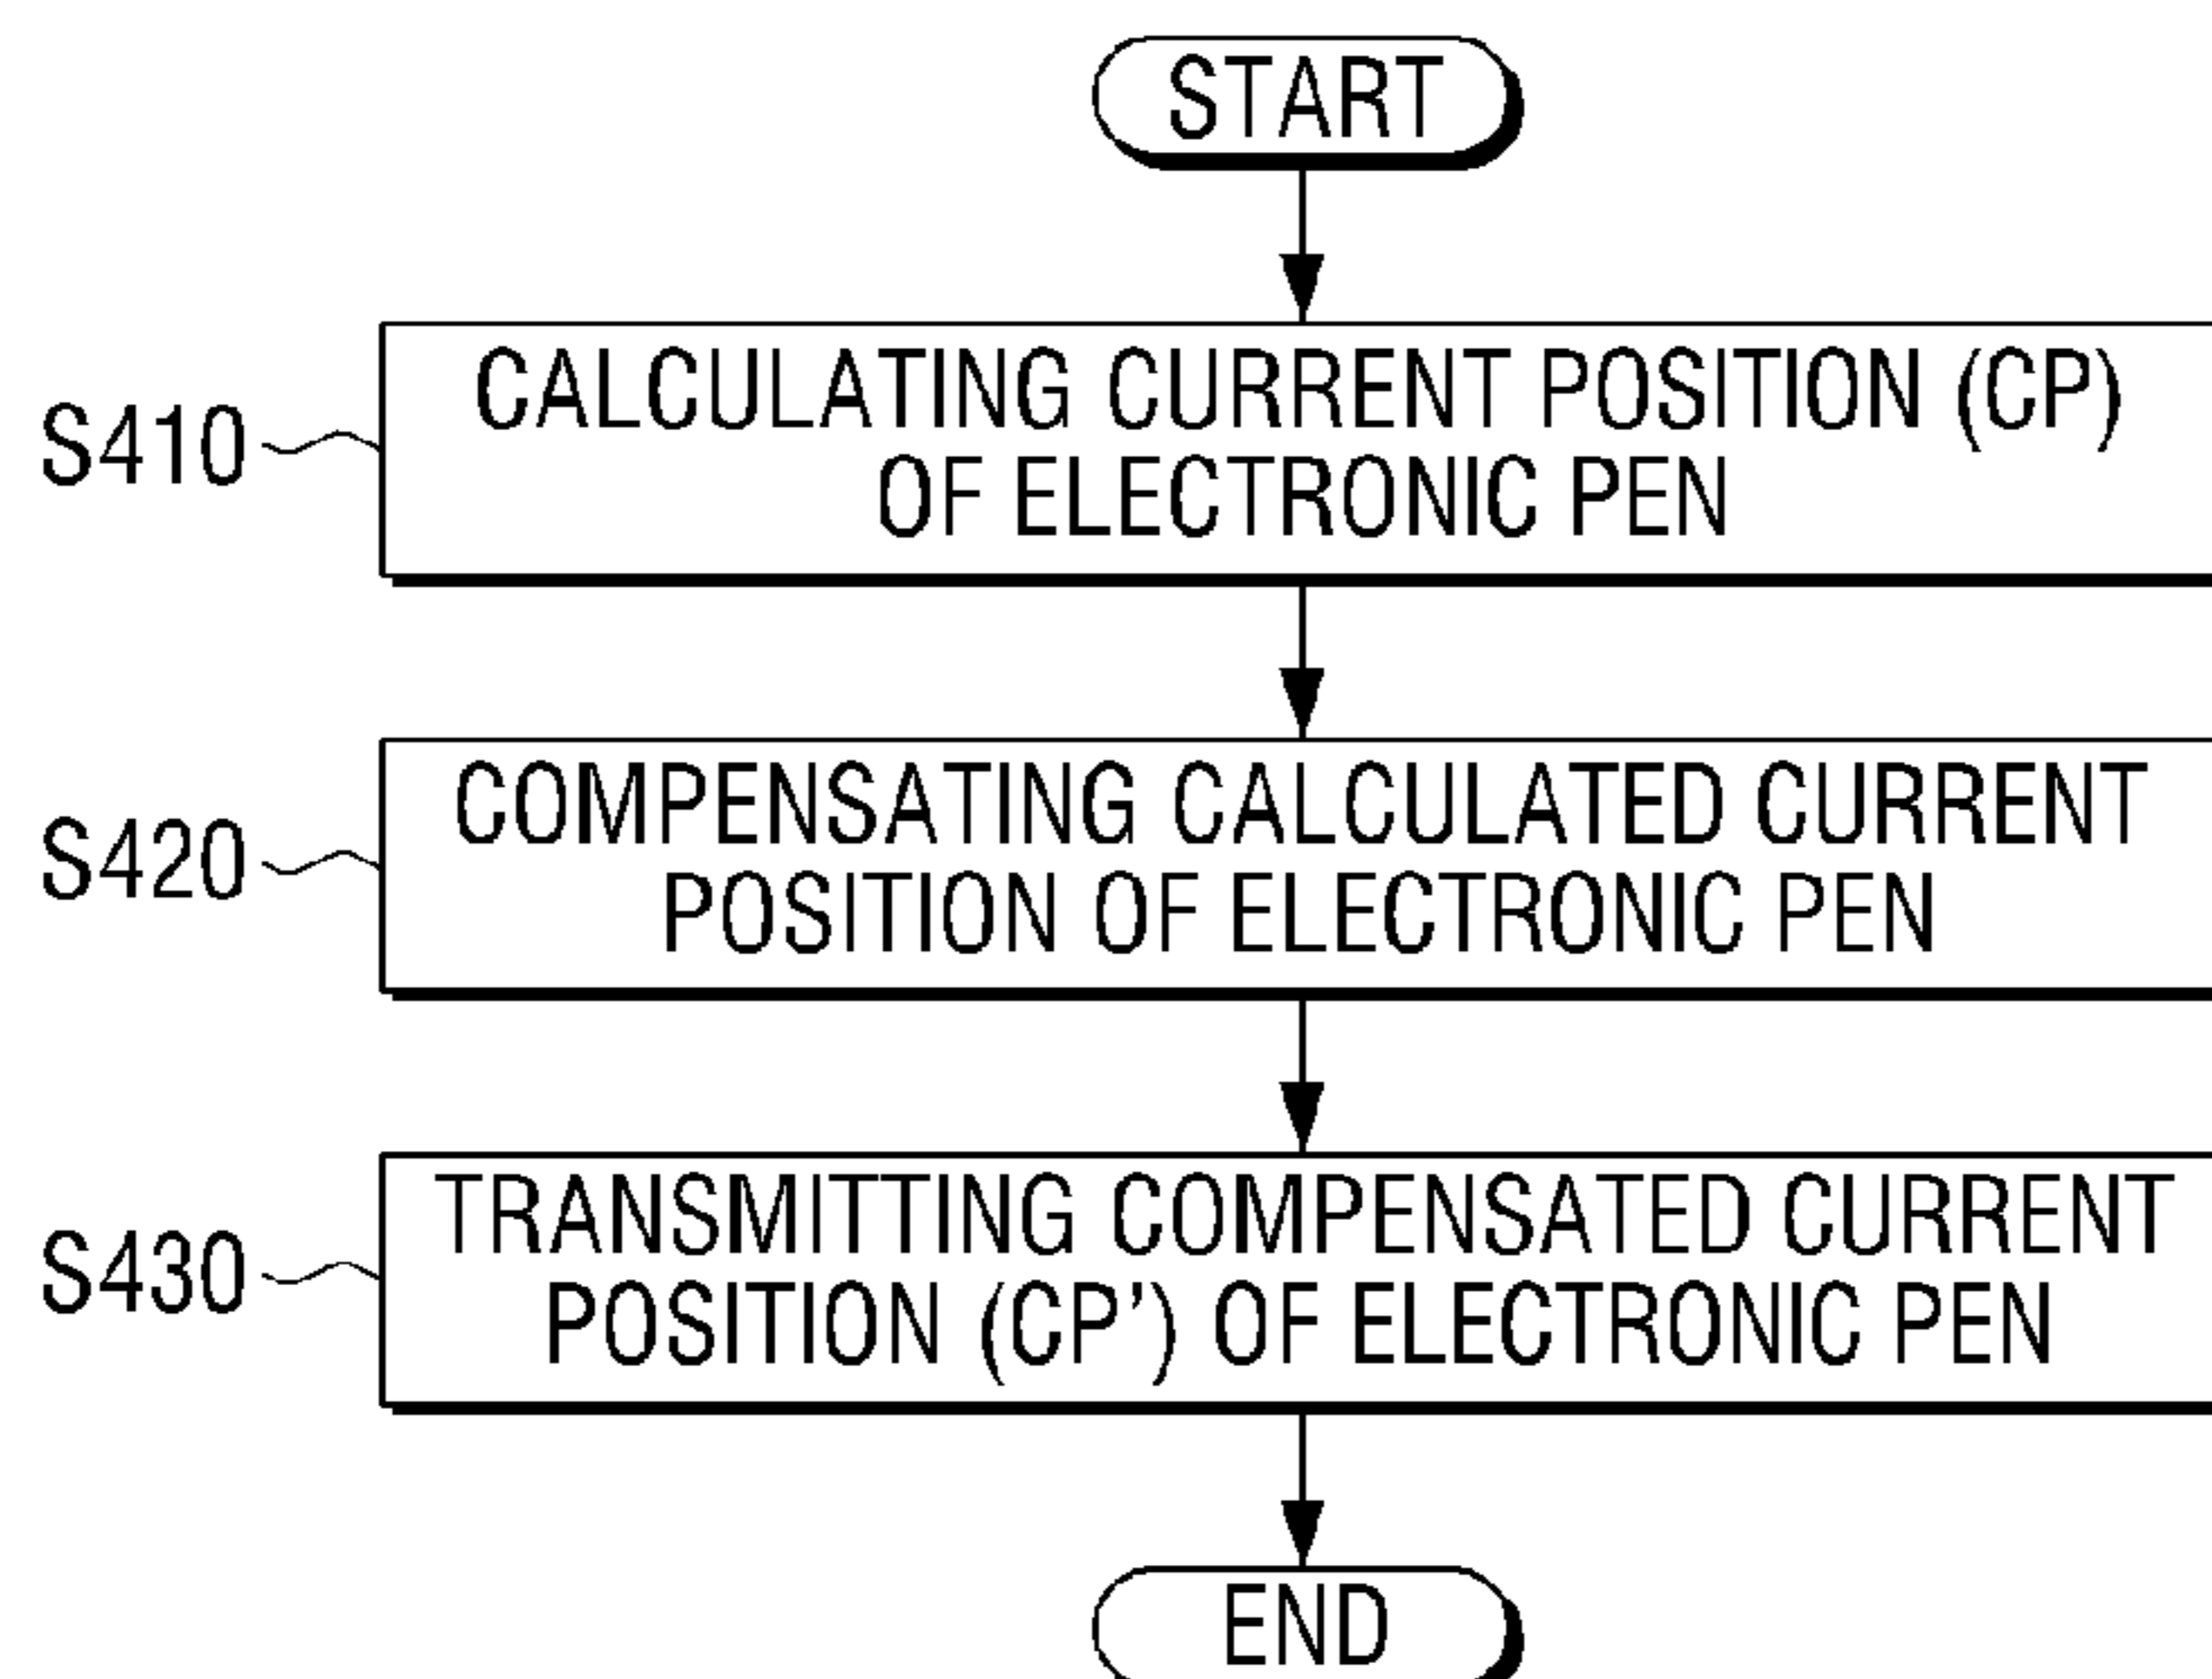 START
S410
CALCULATING CURRENT POSITION (CP)
OF ELECTRONIC PEN
S420
COMPENSATING CALCULATED CURRENT
POSITION OF ELECTRONIC PEN
S430
TRANSMITTING COMPENSATED CURRENT
POSITION (CP') OF ELECTRONIC PEN
END